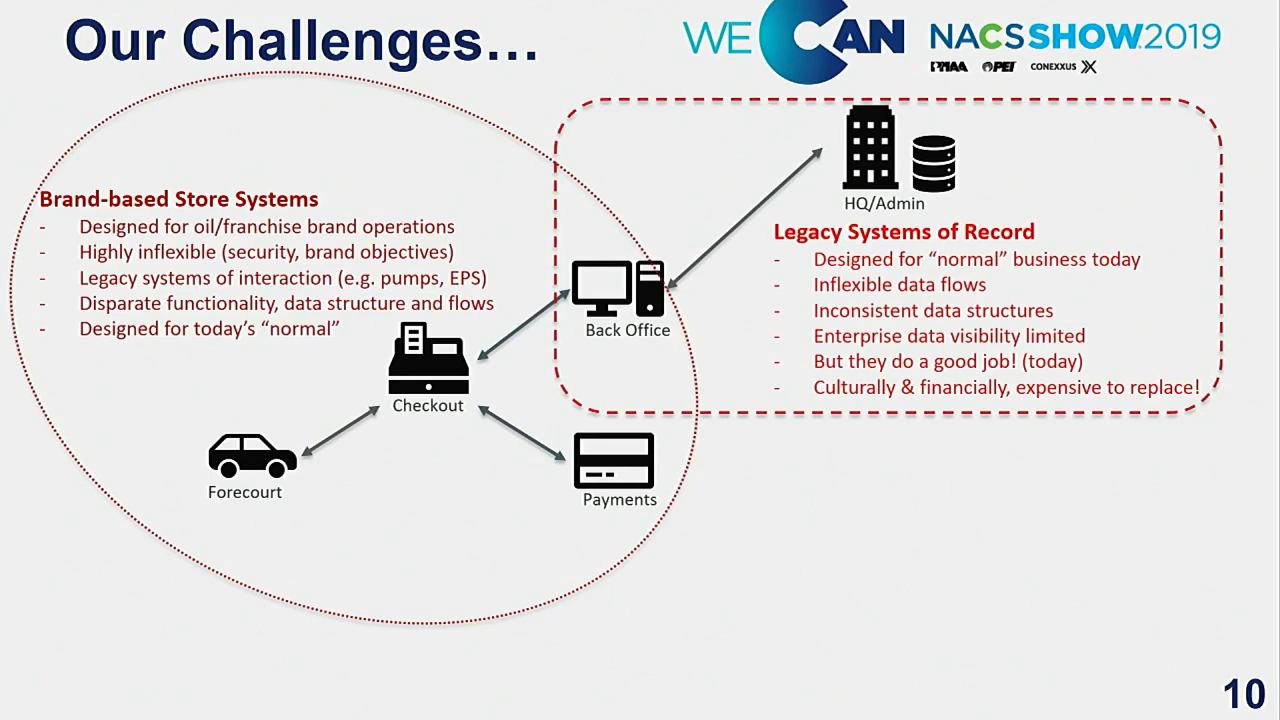 Our Challenges…
WE CAN
NACS SHOW 2019
PMAA
PEI
CONEXXUS
HQ/Admin
Brand-based Store Systems
- Designed for oil/franchise brand operations
- Highly inflexible (security, brand objectives)
- Legacy systems of interaction (e.g. pumps, EPS)
- Disparate functionality, data structure and flows
- Designed for today's "normal"
Legacy Systems of Record
- Designed for "normal" business today
- Inflexible data flows
- Inconsistent data structures
- Enterprise data visibility limited
- But they do a good job! (today)
- Culturally & financially, expensive to replace!
Back Office
Checkout
Forecourt
Payments
10